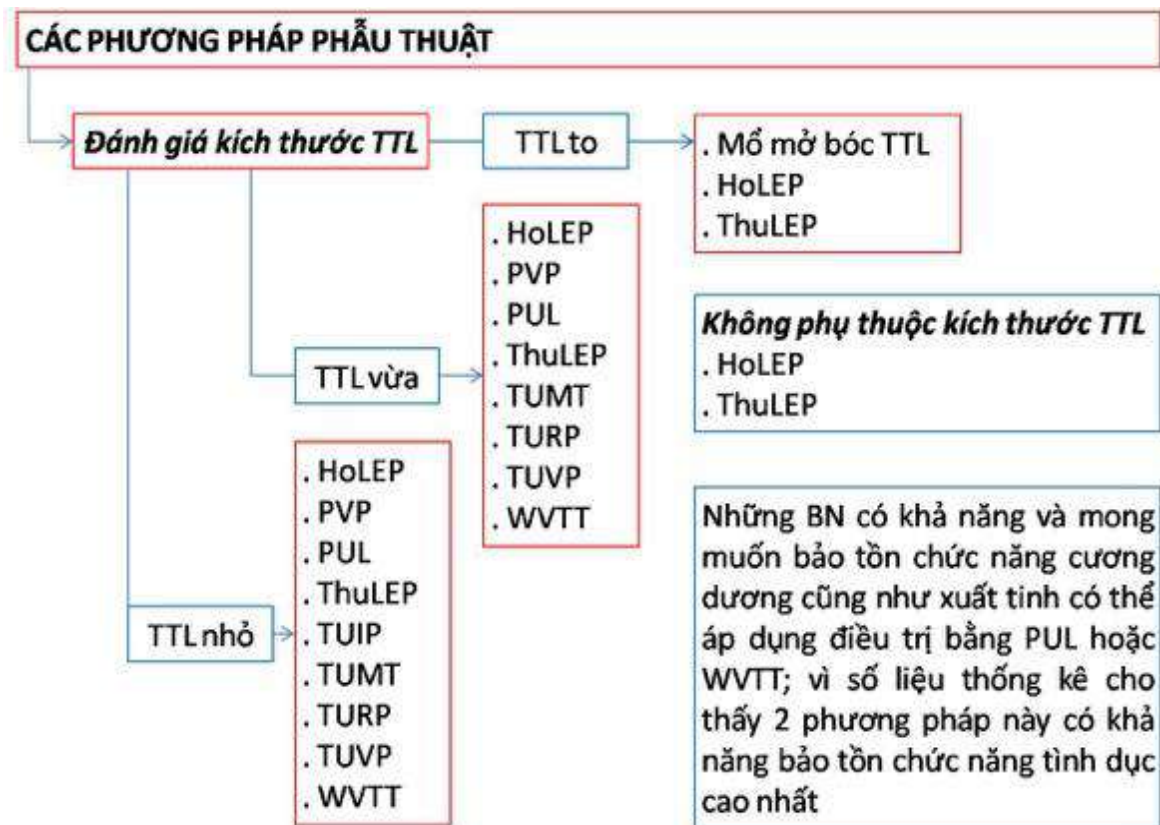 CÁC PHƯƠNG PHÁP PHẪU THUẬT
Đánh giá kích thước TTL
TTL to
. Mổ mở bóc TTL
. HoLEP
. ThuLEP
TTL vừa
. HoLEP
. PVP
. PUL
. ThuLEP
. TUMT
. TURP
. TUVP
. WVTT
Không phụ thuộc kích thước TTL
. HoLEP
. ThuLEP
TTL nhỏ
. HoLEP
. PVP
. PUL
. ThuLEP
. TUIP
. TUMT
. TURP
. TUVP
. WVTT
Những BN có khả năng và mong
muốn bảo tồn chức năng cương
dương cũng như xuất tinh có thể
áp dụng điều trị bằng PUL hoặc
WVTT; vì số liệu thống kê cho
thấy 2 phương pháp này có khả
năng bảo tồn chức năng tình dục
cao nhất